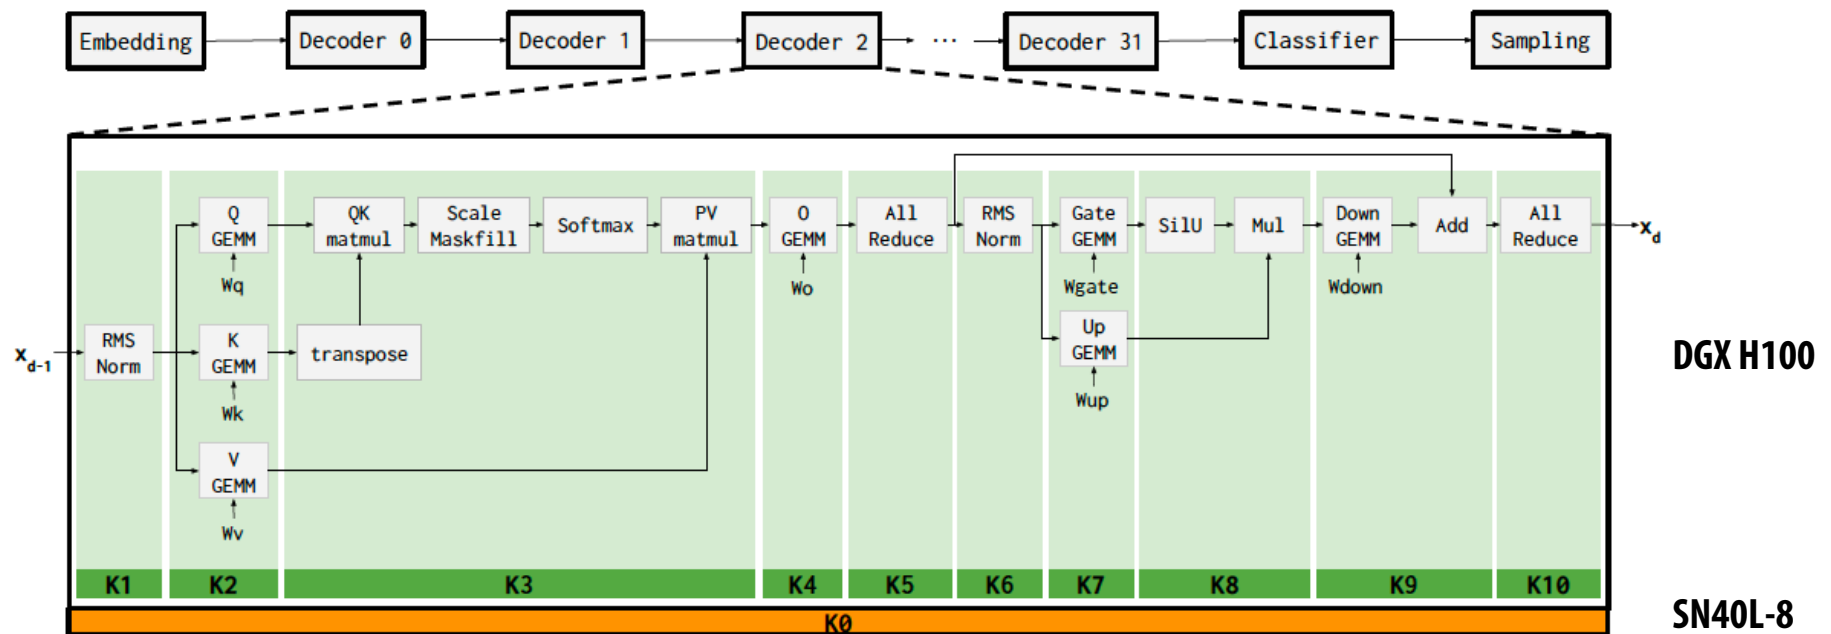 Embedding
Decoder 0
Decoder 1
Decoder 2
...
Decoder 31
Classifier
Sampling
Q
GEMM
Wq
QK
matmul
Scale
Maskfill
Softmax
PV
matmul
O
GEMM
Wo
All
Reduce
RMS
Norm
Gate
GEMM
Wgate
SilU
Mul
Down
GEMM
Wdown
Add
All
Reduce
x_d
x_d-1
RMS
Norm
K
GEMM
Wk
transpose
Up
GEMM
Wup
V
GEMM
Wv
DGX H100
K1
K2
K3
K4
K5
K6
K7
K8
K9
K10
K0
SN40L-8